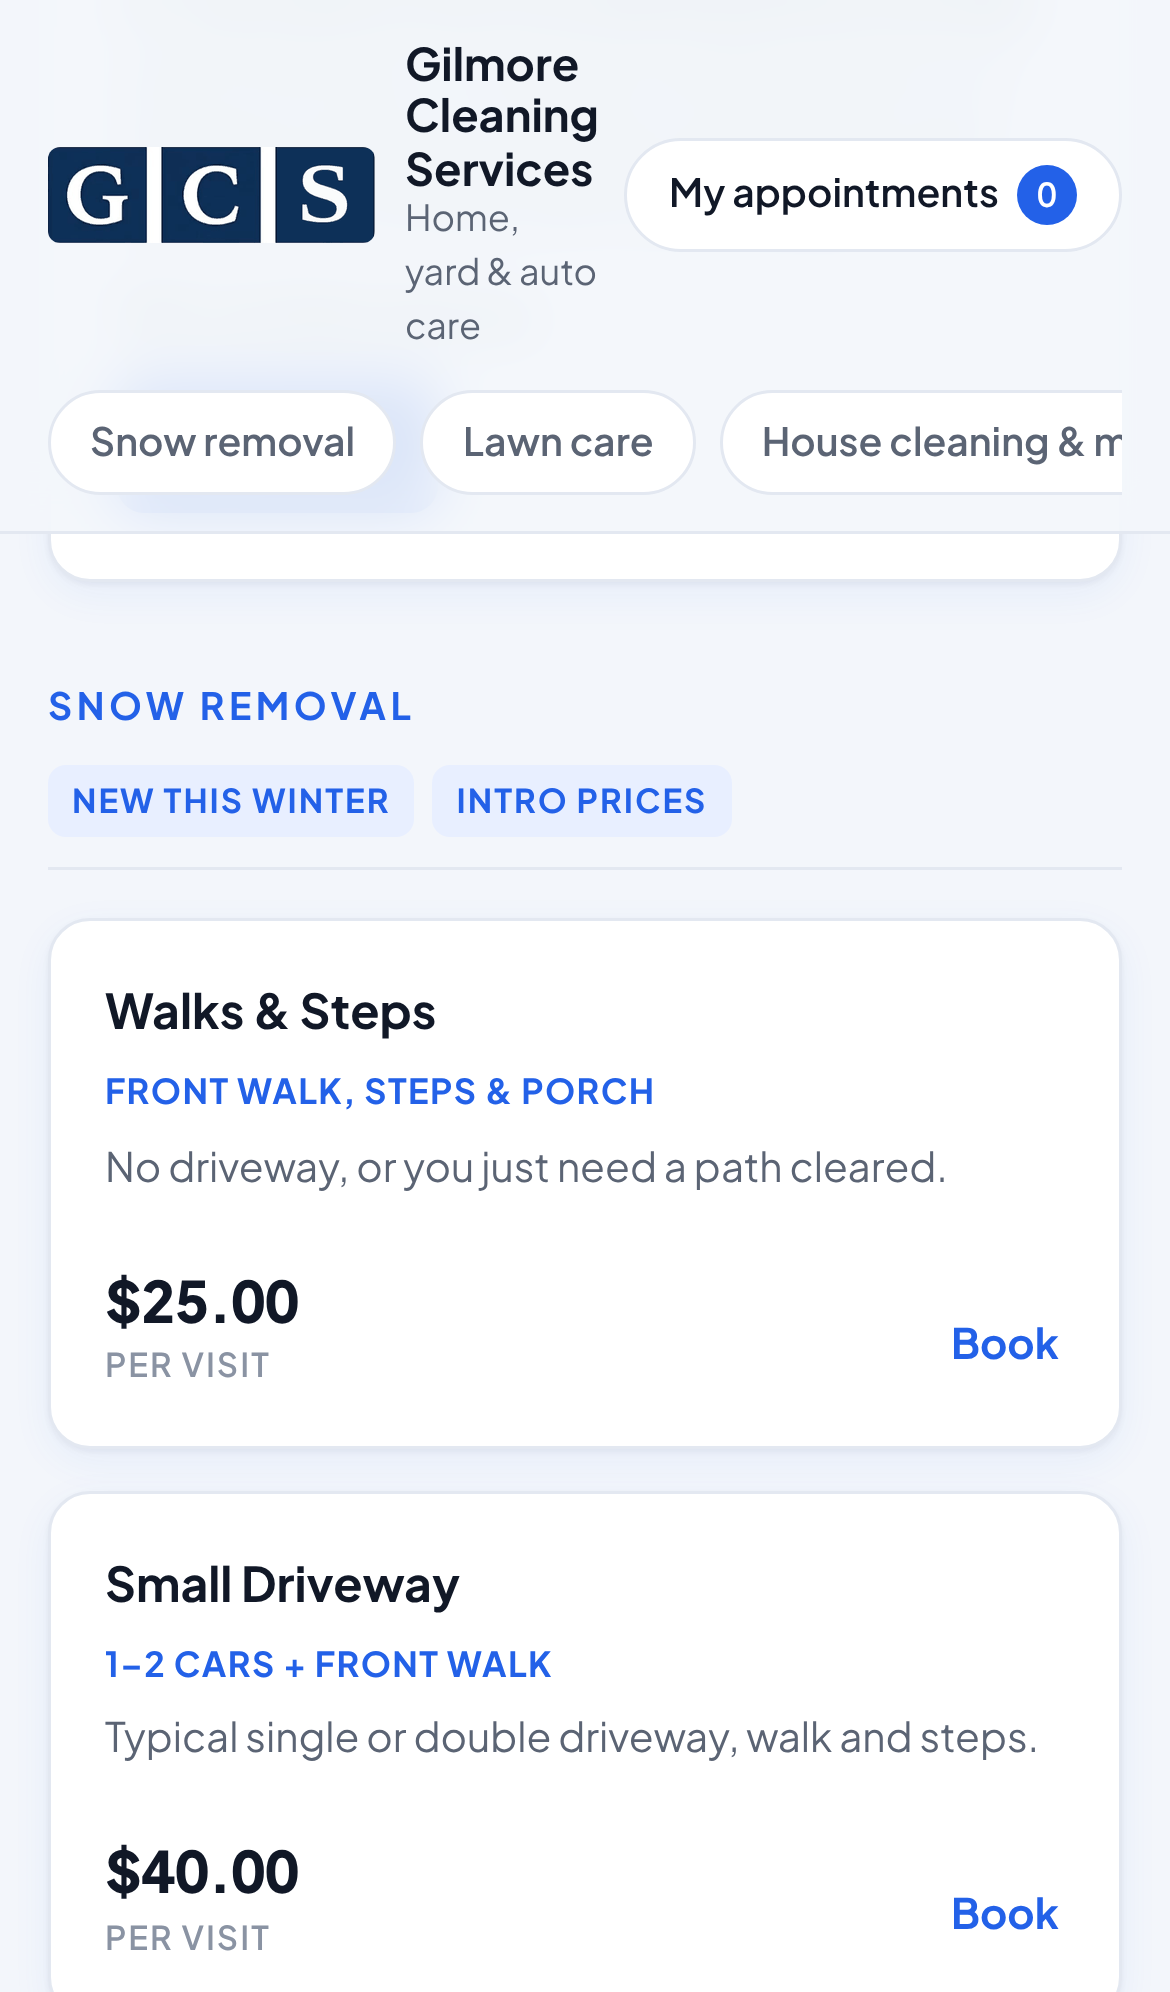 G C S
Gilmore
Cleaning
Services
Home,
yard & auto
care
My appointments 0
Snow removal
Lawn care
House cleaning &
SNOW REMOVAL
NEW THIS WINTER
INTRO PRICES
Walks & Steps
FRONT WALK, STEPS & PORCH
No driveway, or you just need a path cleared.
$25.00
PER VISIT
Book
Small Driveway
1–2 CARS + FRONT WALK
Typical single or double driveway, walk and steps.
$40.00
PER VISIT
Book